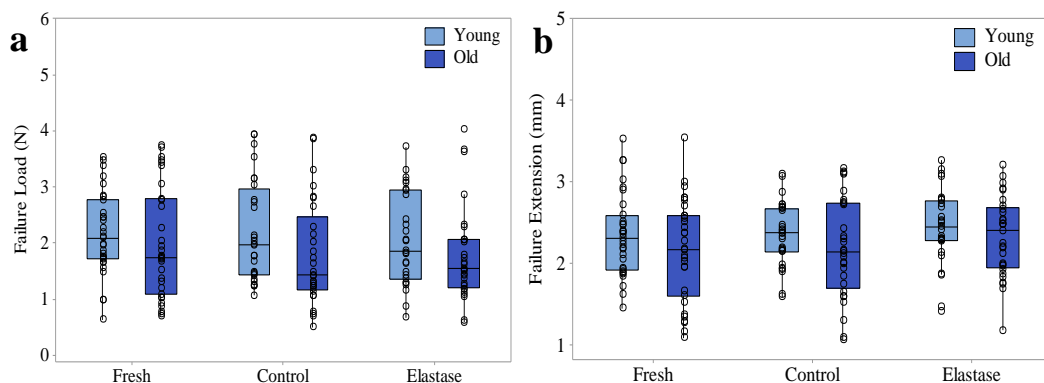 a
Failure Load (N)
6
5
4
3
2
1
0
Young
Old
Fresh Control Elastase
b
Failure Extension (mm)
5
4
3
2
1
Young
Old
Fresh Control Elastase